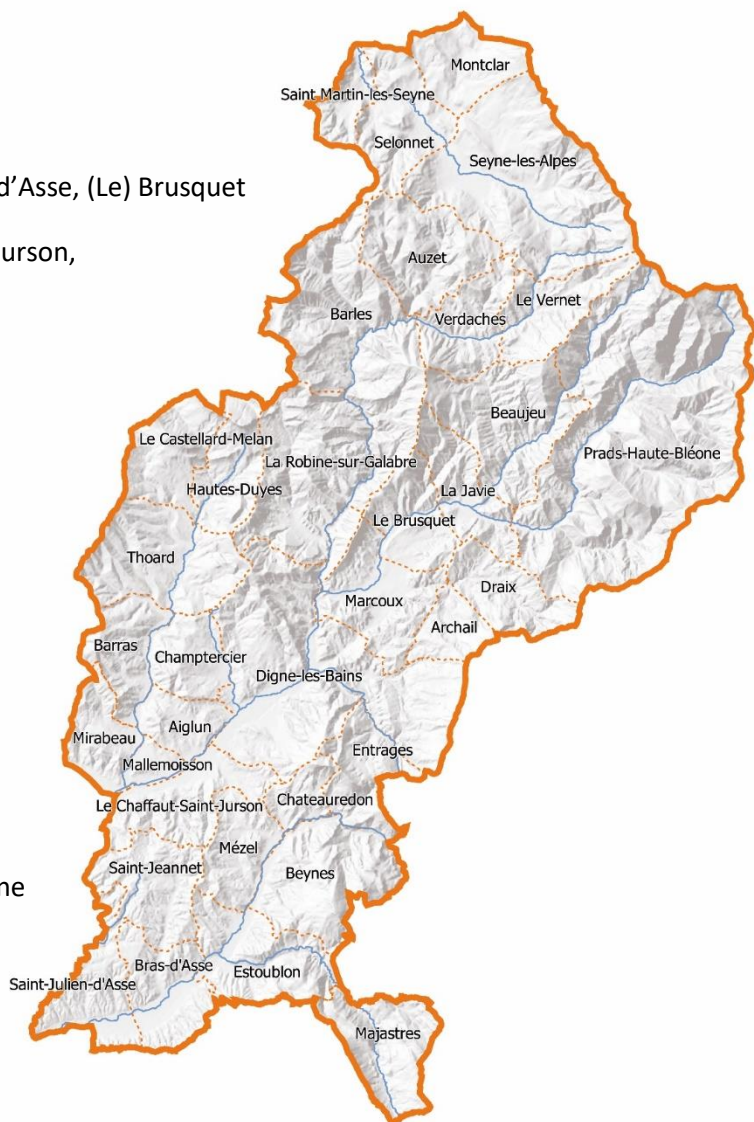 Montclar
Saint Martin-les-Seyne
Selonnet
Seyne-les-Alpes
d'Asse, (Le) Brusquet
urson,
Auzet
Le Vernet
Barles
Verdaches
Beaujeu
Le Castellard-Melan
La Robine-sur-Galabre
Prads-Haute-Bléone
Hautes-Duyes
La Javie
Le Brusquet
Thoard
Draix
Marcoux
Archail
Barras
Champtercier
Digne-les-Bains
Aiglun
Mirabeau
Entrages
Mallemoisson
Le Chaffaut-Saint-Jurson
Chateauredon
Mézel
Saint-Jeannet
Beynes
ne
Bras-d'Asse
Estoublon
Saint-Julien-d'Asse
Majastres